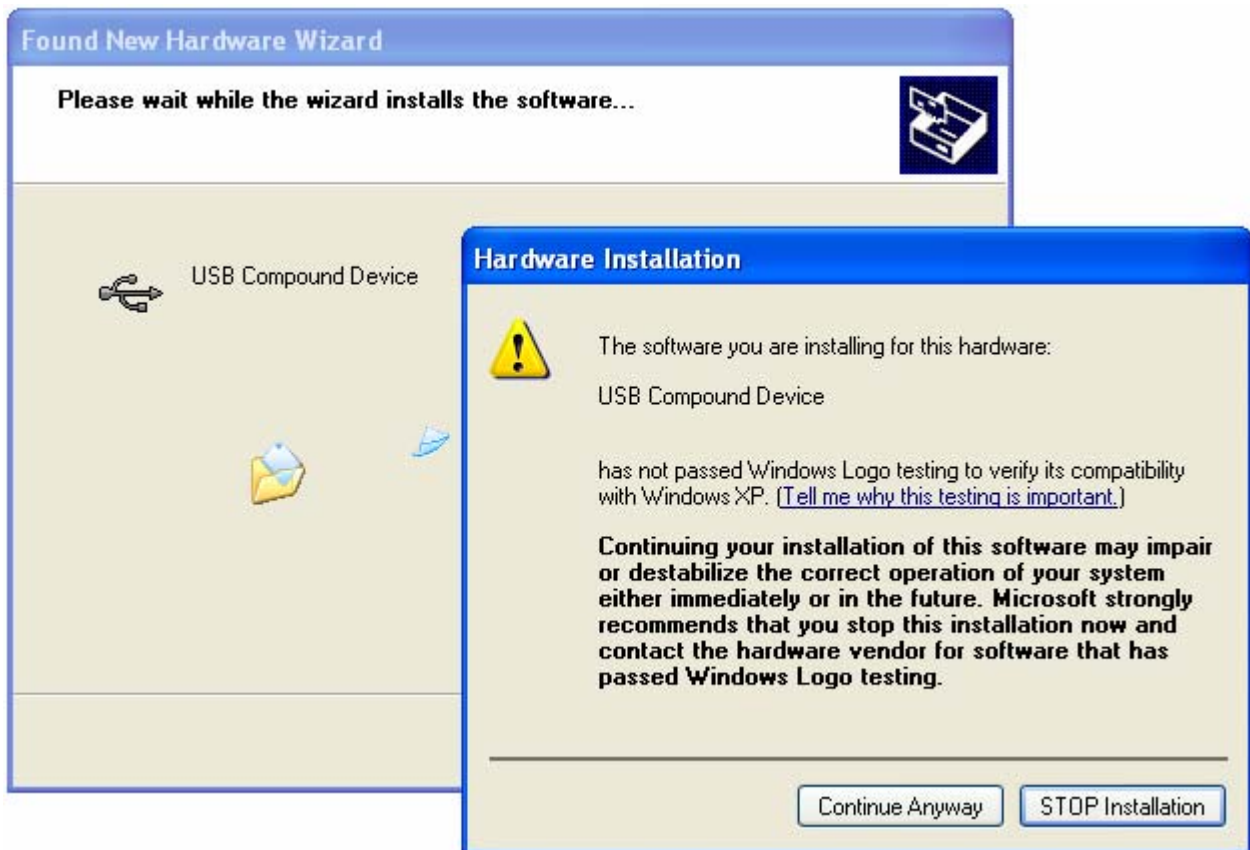 Found New Hardware Wizard
Please wait while the wizard installs the software...
USB Compound Device
Hardware Installation
The software you are installing for this hardware:
USB Compound Device
has not passed Windows Logo testing to verify its compatibility
with Windows XP. (Tell me why this testing is important.)
Continuing your installation of this software may impair
or destabilize the correct operation of your system
either immediately or in the future. Microsoft strongly
recommends that you stop this installation now and
contact the hardware vendor for software that has
passed Windows Logo testing.
Continue Anyway
STOP Installation